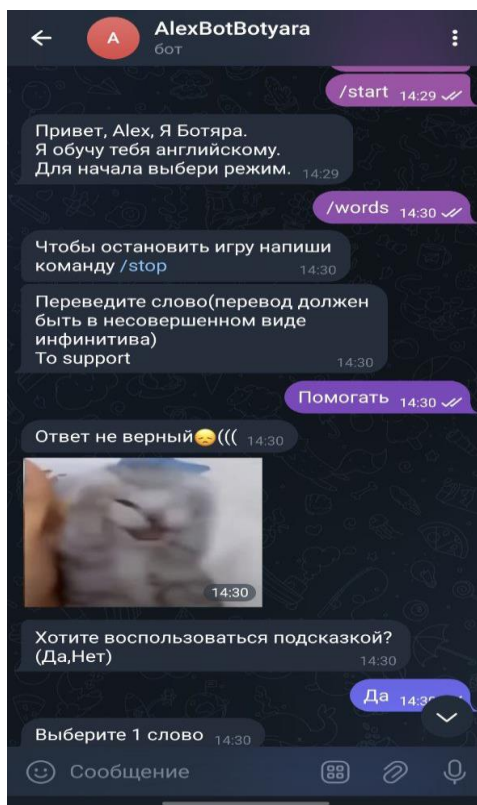 A
AlexBotBotyara
бот
/start 14:29
Привет, Alex, Я Ботяра.
Я обучу тебя английскому.
Для начала выбери режим. 14:29
/words 14:30
Чтобы остановить игру напиши
команду /stop 14:30
Переведите слово(перевод должен
быть в несовершенном виде
инфинитива)
To support 14:30
Помогать 14:30
Ответ не верный😞((( 14:30
14:30
Хотите воспользоваться подсказкой?
(Да,Нет) 14:30
Да
Выберите 1 слово 14:30
Сообщение